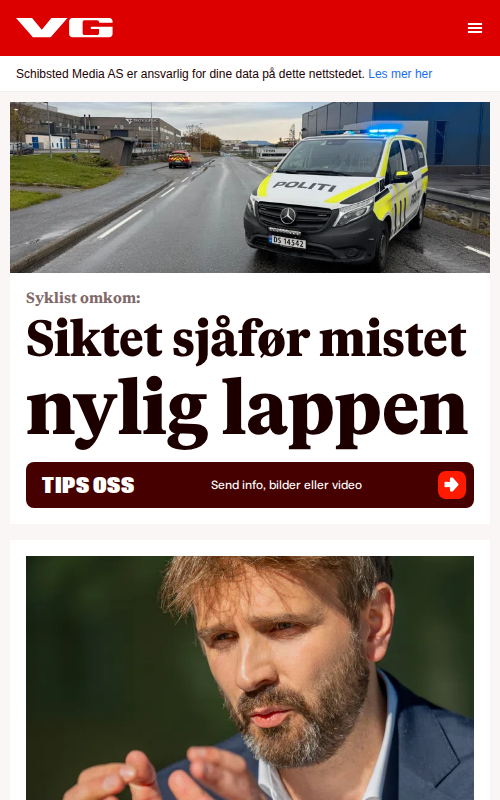 VG
Schibsted Media AS er ansvarlig for dine data på dette nettstedet. Les mer her
POLITI
DS 14542
Syklist omkom:
Siktet sjåfør mistet
nylig lappen
TIPS OSS
Send info, bilder eller video